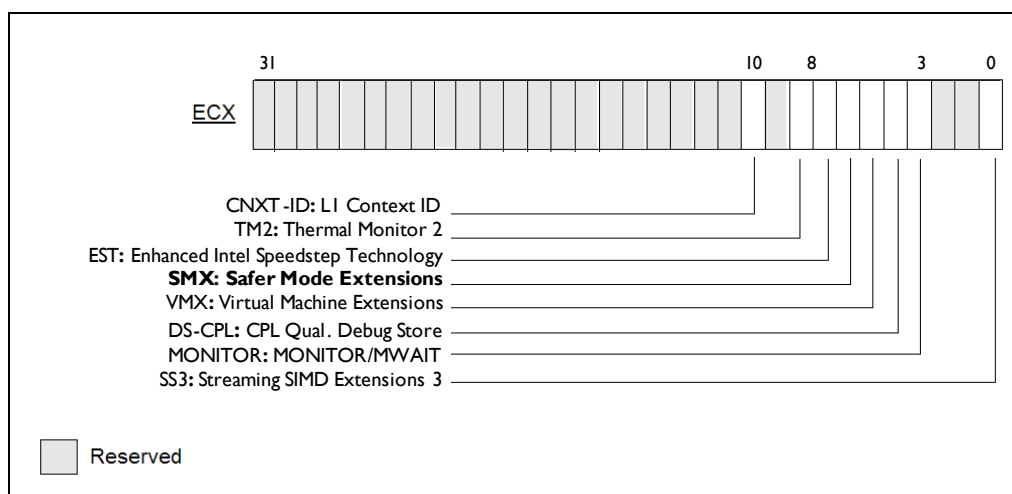 31 10 8 3 0
ECX
CNXT-ID: L1 Context ID
TM2: Thermal Monitor 2
EST: Enhanced Intel Speedstep Technology
SMX: Safer Mode Extensions
VMX: Virtual Machine Extensions
DS-CPL: CPL Qual. Debug Store
MONITOR: MONITOR/MWAIT
SS3: Streaming SIMD Extensions 3
Reserved